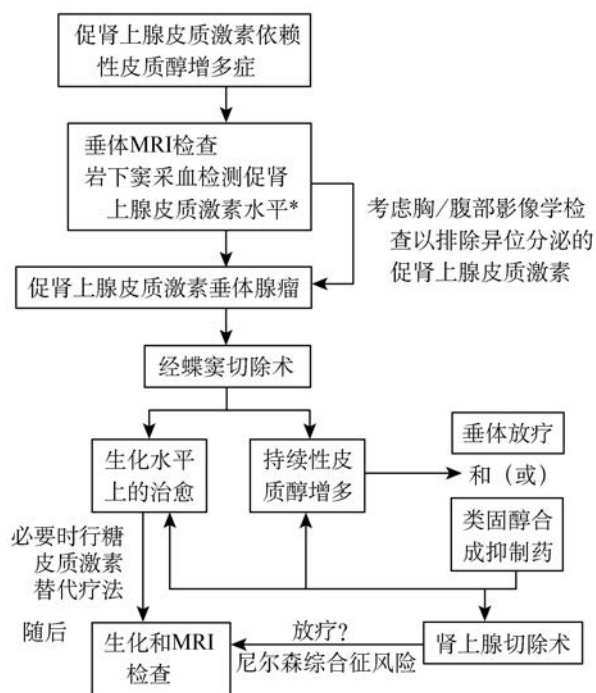 促肾上腺皮质激素依赖
性皮质醇增多症
垂体MRI检查
岩下窦采血检测促肾
上腺皮质激素水平*
考虑胸/腹部影像学检
查以排除异位分泌的
促肾上腺皮质激素
促肾上腺皮质激素垂体腺瘤
经蝶窦切除术
生化水平
上的治愈
持续性皮
质醇增多
垂体放疗
和（或）
类固醇合
成抑制药
必要时行糖
皮质激素
替代疗法
随后
生化和MRI
检查
放疗？
尼尔森综合征风险
肾上腺切除术